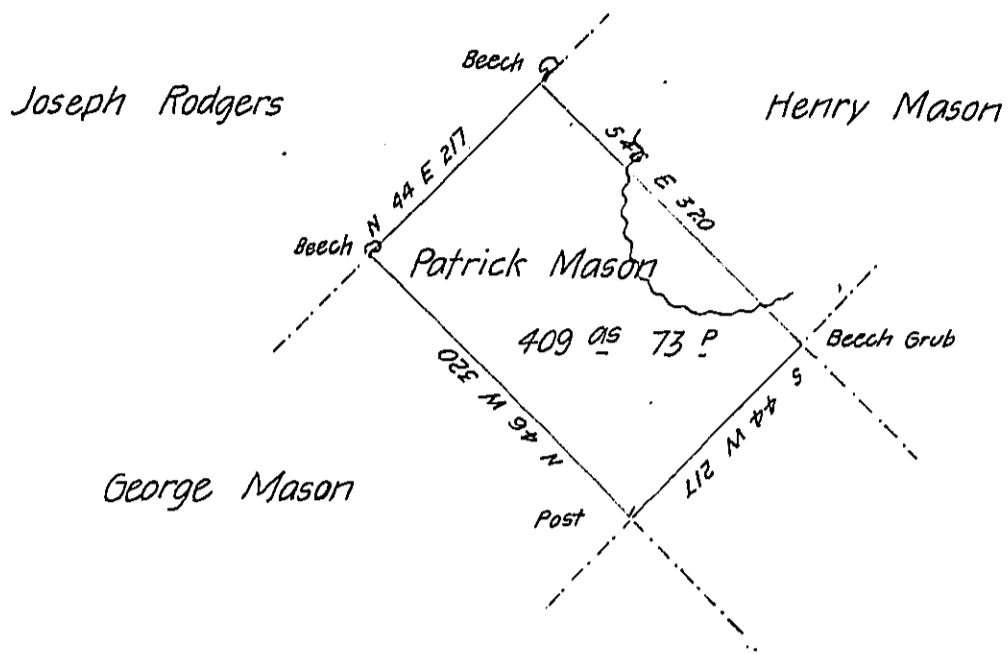 Beech
Joseph Rodgers
Henry Mason
N 44 E 217
S 46 E 320
Beech
Patrick Mason
409 as 73 P
Beech Grub
N 46 W 320
S 44 W 217
George Mason
Post